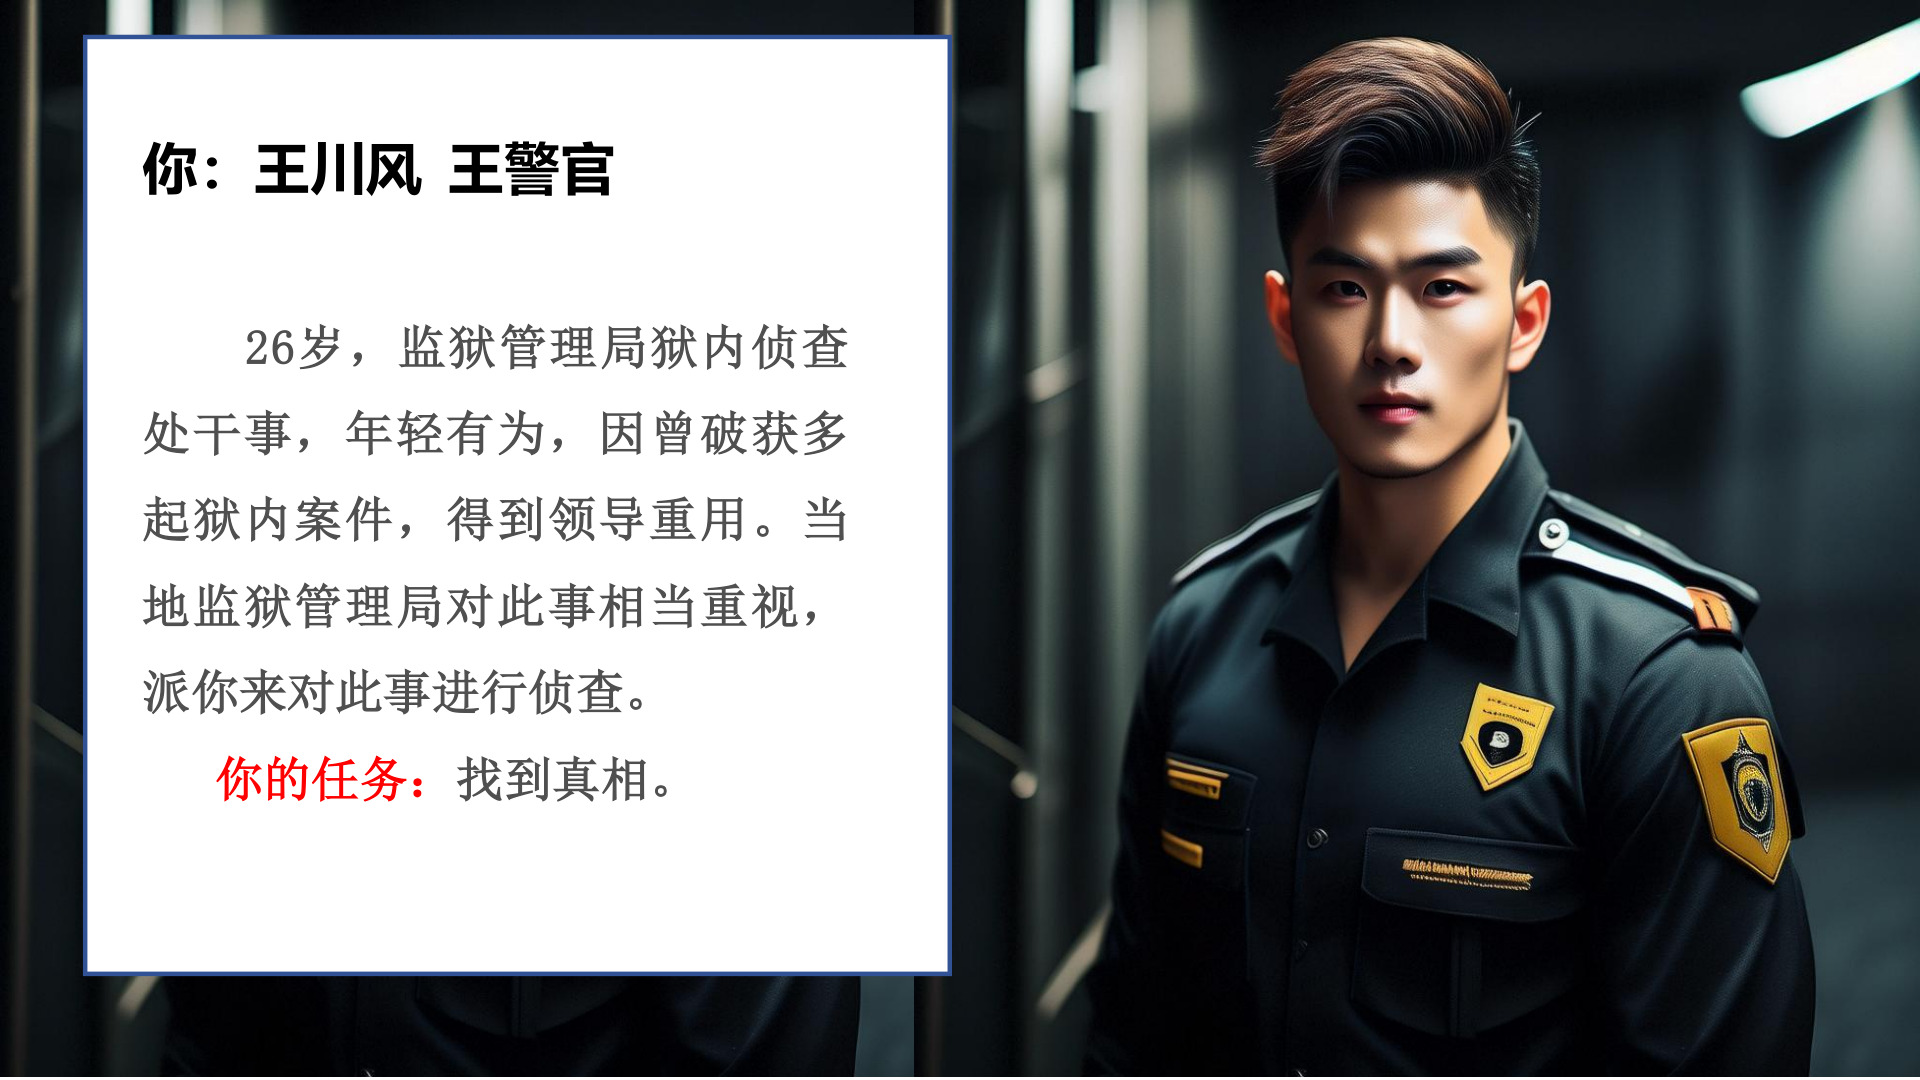 你：王川风 王警官
26岁，监狱管理局狱内侦查
处干事，年轻有为，因曾破获多
起狱内案件，得到领导重用。当
地监狱管理局对此事相当重视，
派你来对此事进行侦查。
你的任务：找到真相。